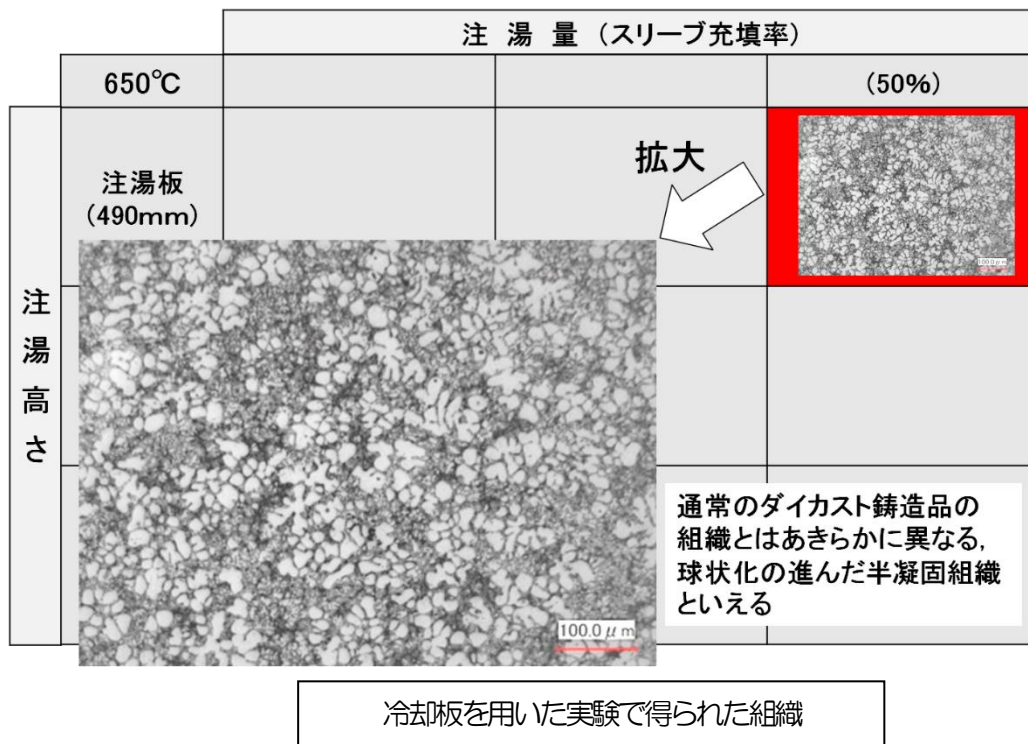 注 湯 量 (スリーブ充填率)
650℃
(50%)
注湯板
(490mm)
拡大
100.0μm
注湯高さ
100.0μm
通常のダイカスト鋳造品の
組織とはあきらかに異なる,
球状化の進んだ半凝固組織
といえる
冷却板を用いた実験で得られた組織